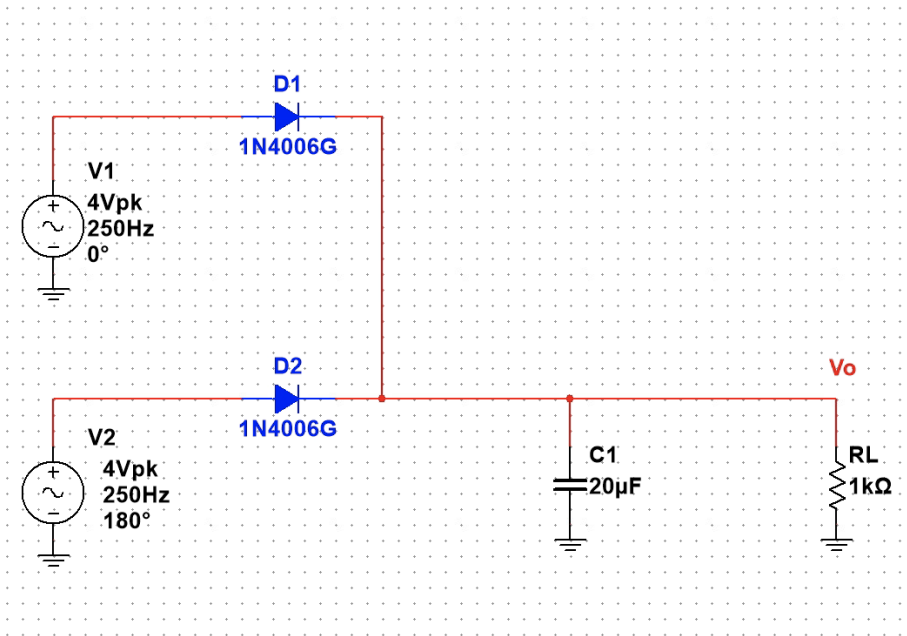 D1
1N4006G
V1
+
4Vpk
250Hz
0°
D2
1N4006G
Vo
V2
+
4Vpk
250Hz
180°
C1
20µF
RL
1kΩ